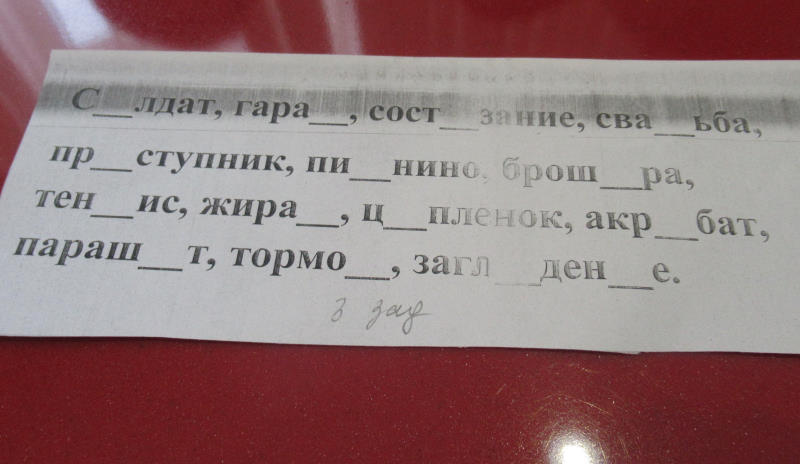 С__лдат, гара__, сост__зание, сва__ьба,
пр__ступник, пи__нино, брош__ра,
тен__ис, жира__, ц__пленок, акр__бат,
параш__т, тормо__, загл__ден__е.
3 зад